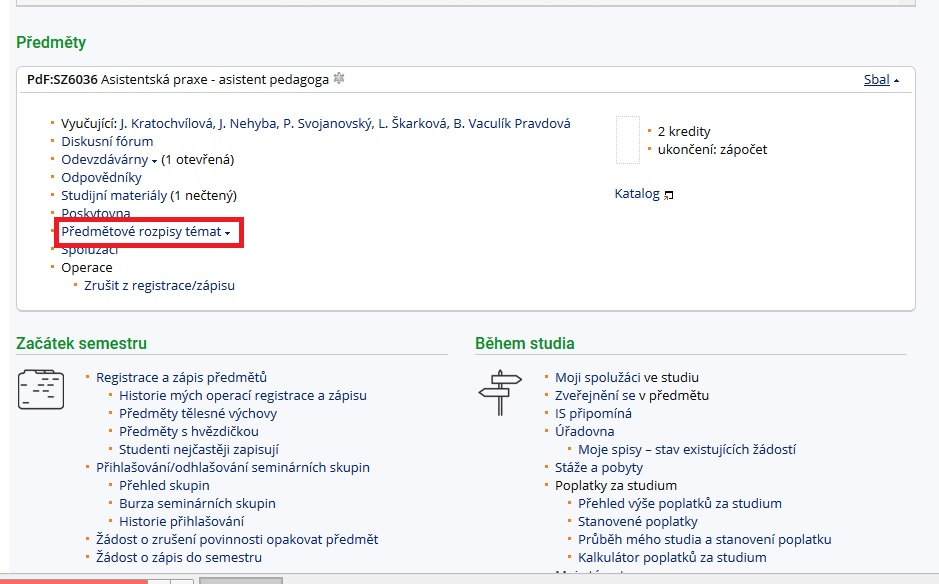 Předměty
PdF:SZ6036 Asistentská praxe - asistent pedagoga
Sbal
Vyučující: J. Kratochvílová, J. Nehyba, P. Svojanovský, L. Škarková, B. Vaculík Pravdová
Diskusní fórum
Odevzdávárny (1 otevřená)
Odpovědníky
Studijní materiály (1 nečtený)
Poskytovna
Předmětové rozpisy témat
Spolužáci
Operace
Zrušit z registrace/zápisu
2 kredity
ukončení: zápočet
Katalog
Začátek semestru
Registrace a zápis předmětů
Historie mých operací registrace a zápisu
Předměty tělesné výchovy
Předměty s hvězdičkou
Studenti nejčastěji zapisují
Přihlašování/odhlašování seminárních skupin
Přehled skupin
Burza seminárních skupin
Historie přihlašování
Žádost o zrušení povinnosti opakovat předmět
Žádost o zápis do semestru
Během studia
Moji spolužáci ve studiu
Zveřejnění se v předmětu
IS připomíná
Úřadovna
Moje spisy – stav existujících žádostí
Stáže a pobyty
Poplatky za studium
Přehled výše poplatků za studium
Stanovené poplatky
Průběh mého studia a stanovení poplatku
Kalkulátor poplatků za studium